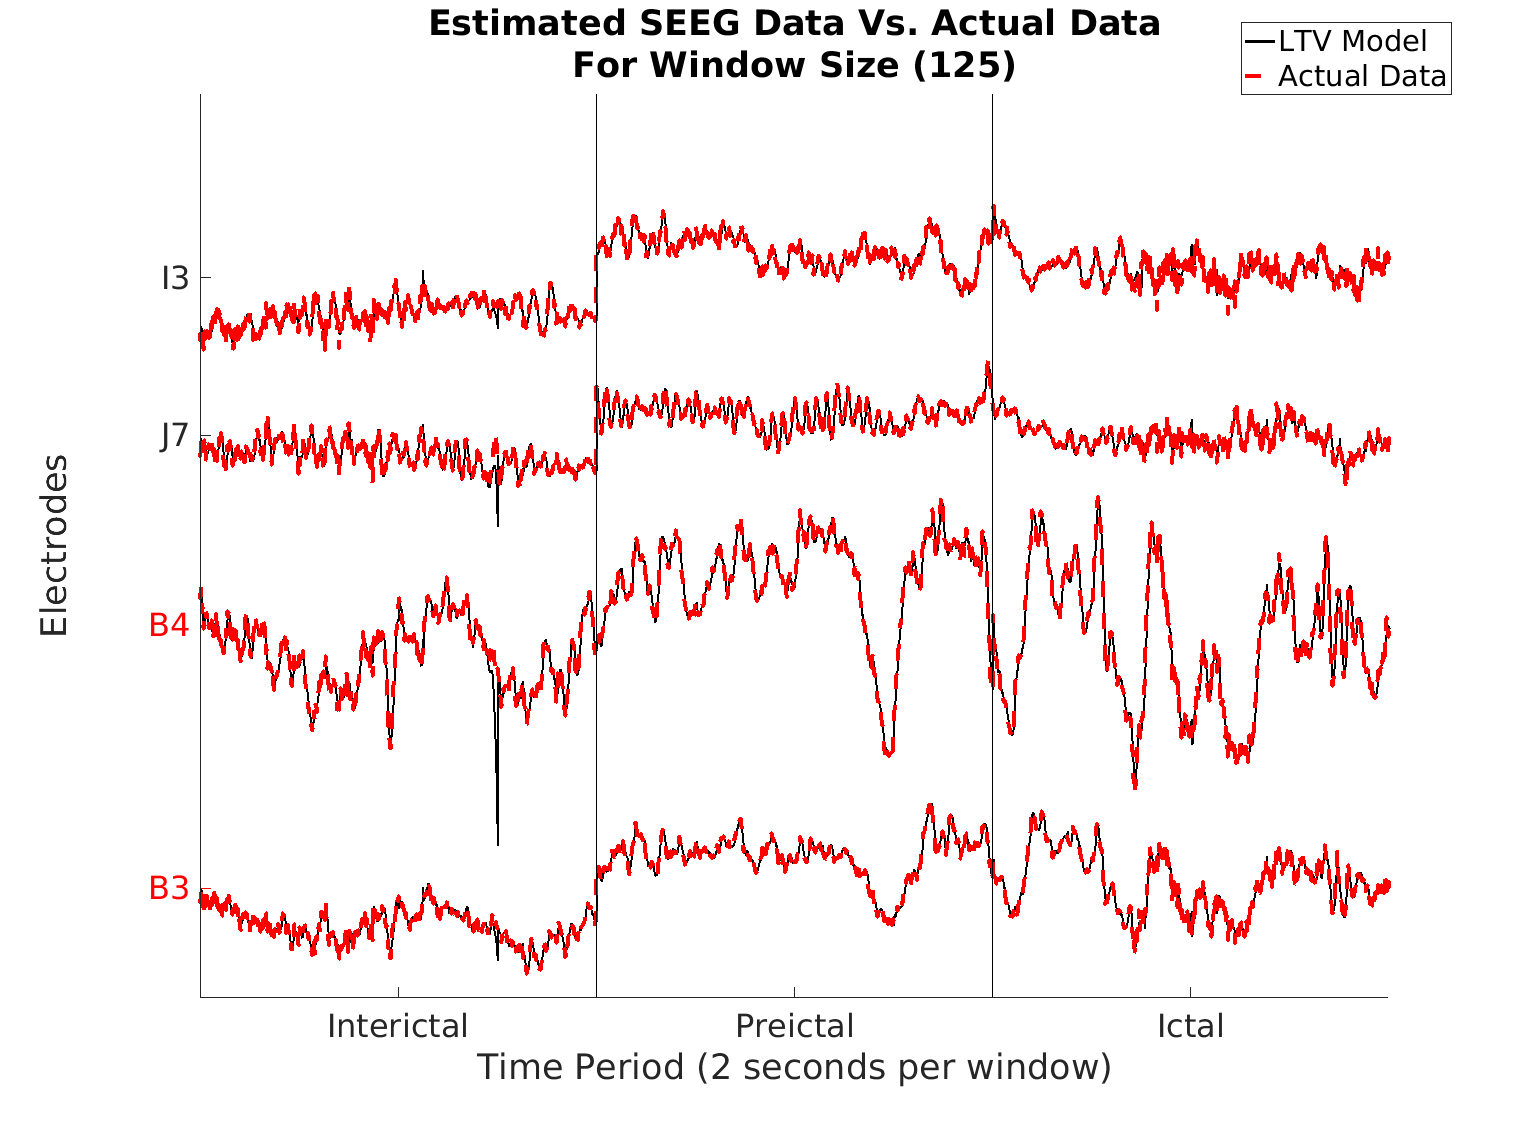 Estimated SEEG Data Vs. Actual Data
For Window Size (125)
LTV Model
Actual Data
Electrodes
I3
J7
B4
B3
Interictal
Preictal
Ictal
Time Period (2 seconds per window)